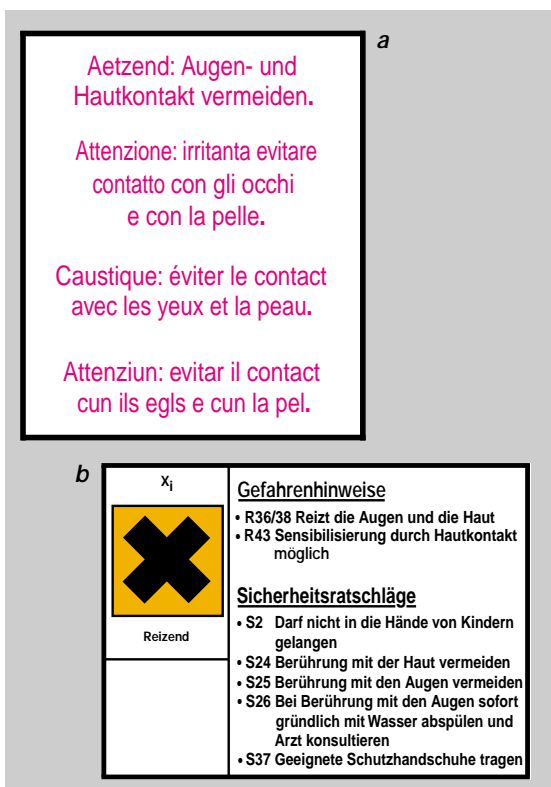 a
Aetzend: Augen- und
Hautkontakt vermeiden.
Attenzione: irritanta evitare
contatto con gli occhi
e con la pelle.
Caustique: éviter le contact
avec les yeux et la peau.
Attenziun: evitar il contact
cun ils egls e cun la pel.
b
Xi
Reizend
Gefahrenhinweise
• R36/38 Reizt die Augen und die Haut
• R43 Sensibilisierung durch Hautkontakt
möglich
Sicherheitsratschläge
• S2 Darf nicht in die Hände von Kindern
gelangen
• S24 Berührung mit der Haut vermeiden
• S25 Berührung mit den Augen vermeiden
• S26 Bei Berührung mit den Augen sofort
gründlich mit Wasser abspülen und
Arzt konsultieren
• S37 Geeignete Schutzhandschuhe tragen